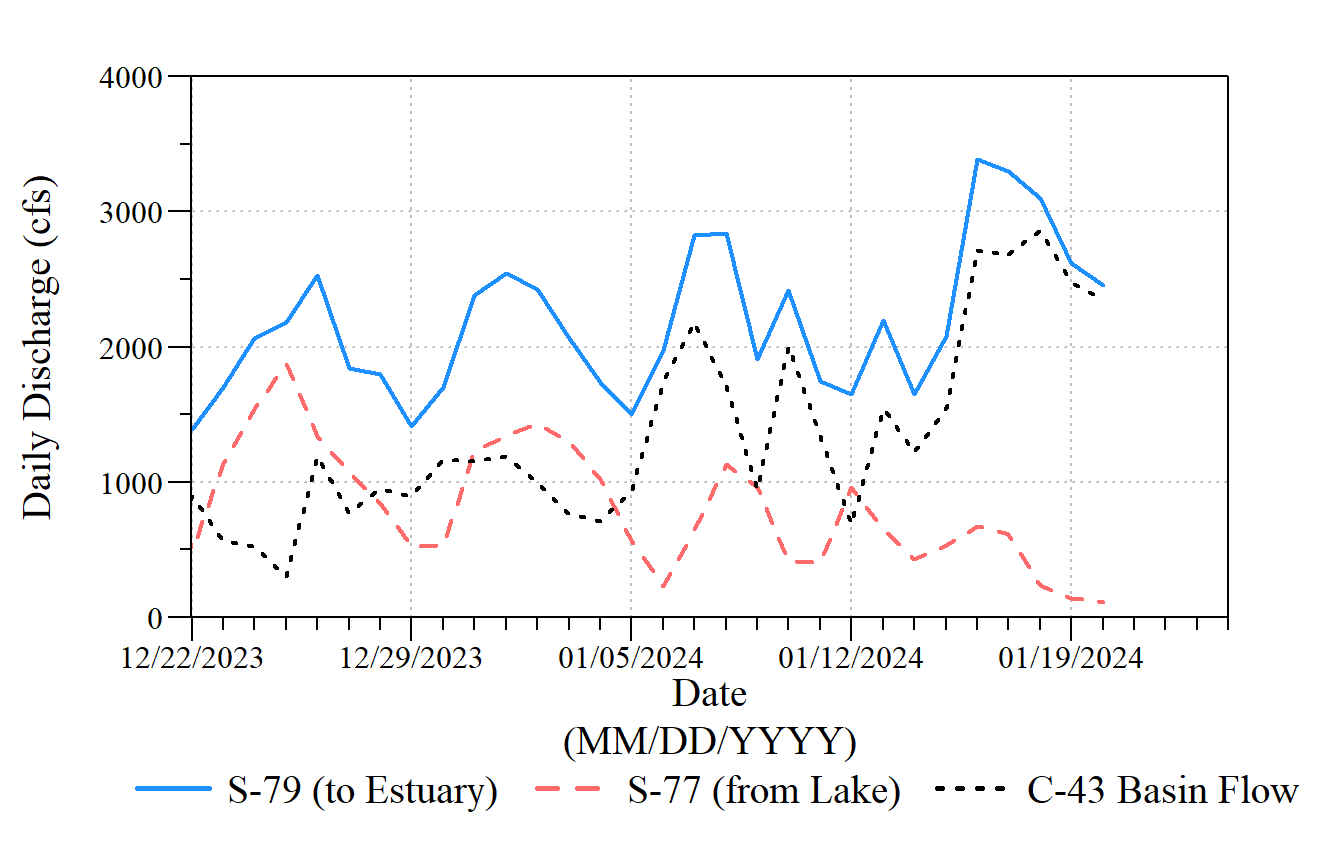 4000
3000
2000
1000
0
Daily Discharge (cfs)
12/22/2023 12/29/2023 01/05/2024 01/12/2024 01/19/2024
Date
(MM/DD/YYYY)
S-79 (to Estuary) S-77 (from Lake) C-43 Basin Flow